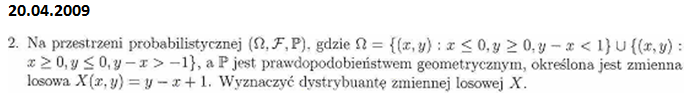 20.04.2009
2. Na przestrzeni probabilistycznej (Ω, ℱ, ℙ), gdzie Ω = {(x, y) : x ≤ 0, y ≥ 0, y − x < 1} ∪ {(x, y) :
x ≥ 0, y ≤ 0, y − x > −1}, a ℙ jest prawdopodobieństwem geometrycznym, określona jest zmienna
losowa X(x, y) = y − x + 1. Wyznaczyć dystrybuantę zmiennej losowej X.